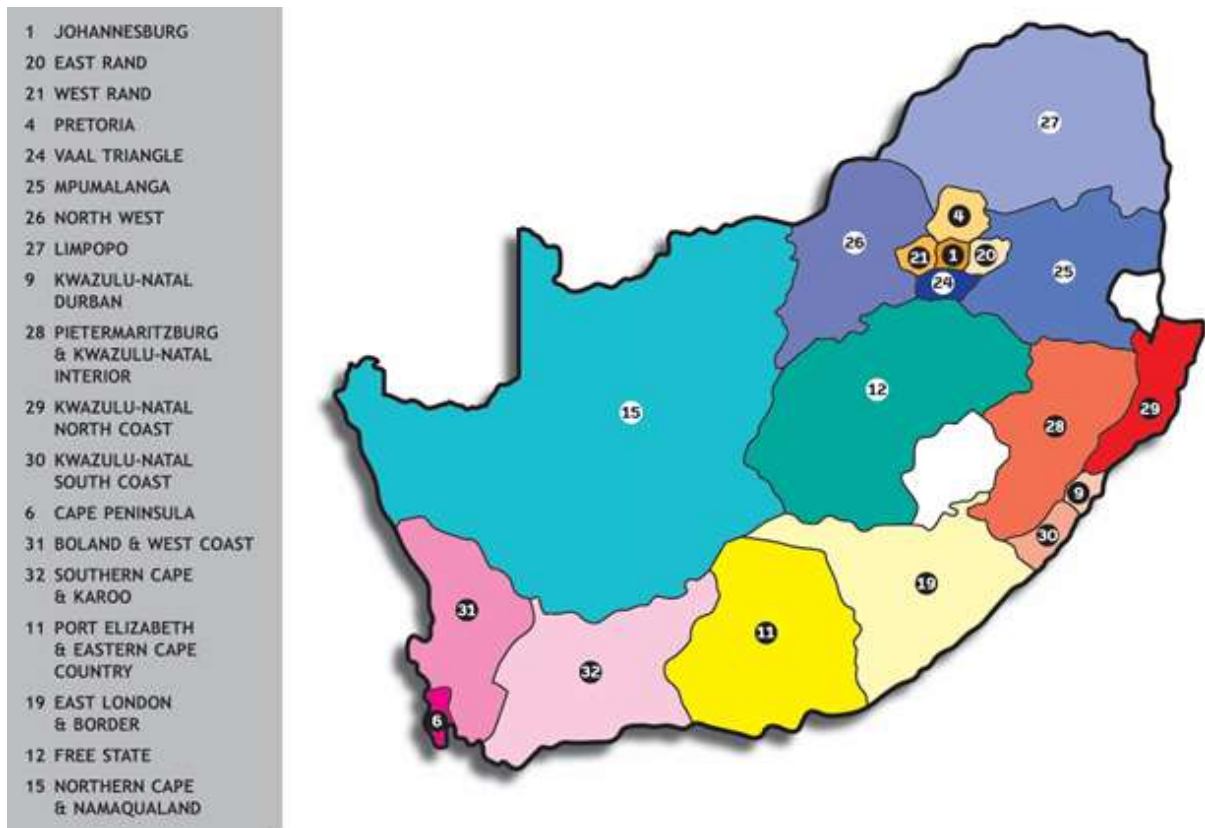 1 JOHANNESBURG
20 EAST RAND
21 WEST RAND
4 PRETORIA
24 VAAL TRIANGLE
25 MPUMALANGA
26 NORTH WEST
27 LIMPOPO
9 KWAZULU-NATAL
DURBAN
28 PIETERMARITZBURG
& KWAZULU-NATAL
INTERIOR
29 KWAZULU-NATAL
NORTH COAST
30 KWAZULU-NATAL
SOUTH COAST
6 CAPE PENINSULA
31 BOLAND & WEST COAST
32 SOUTHERN CAPE
& KAROO
11 PORT ELIZABETH
& EASTERN CAPE
COUNTRY
19 EAST LONDON
& BORDER
12 FREE STATE
15 NORTHERN CAPE
& NAMAQUALAND
27
4
26
21
1
20
25
24
12
15
29
28
9
30
19
31
11
32
6